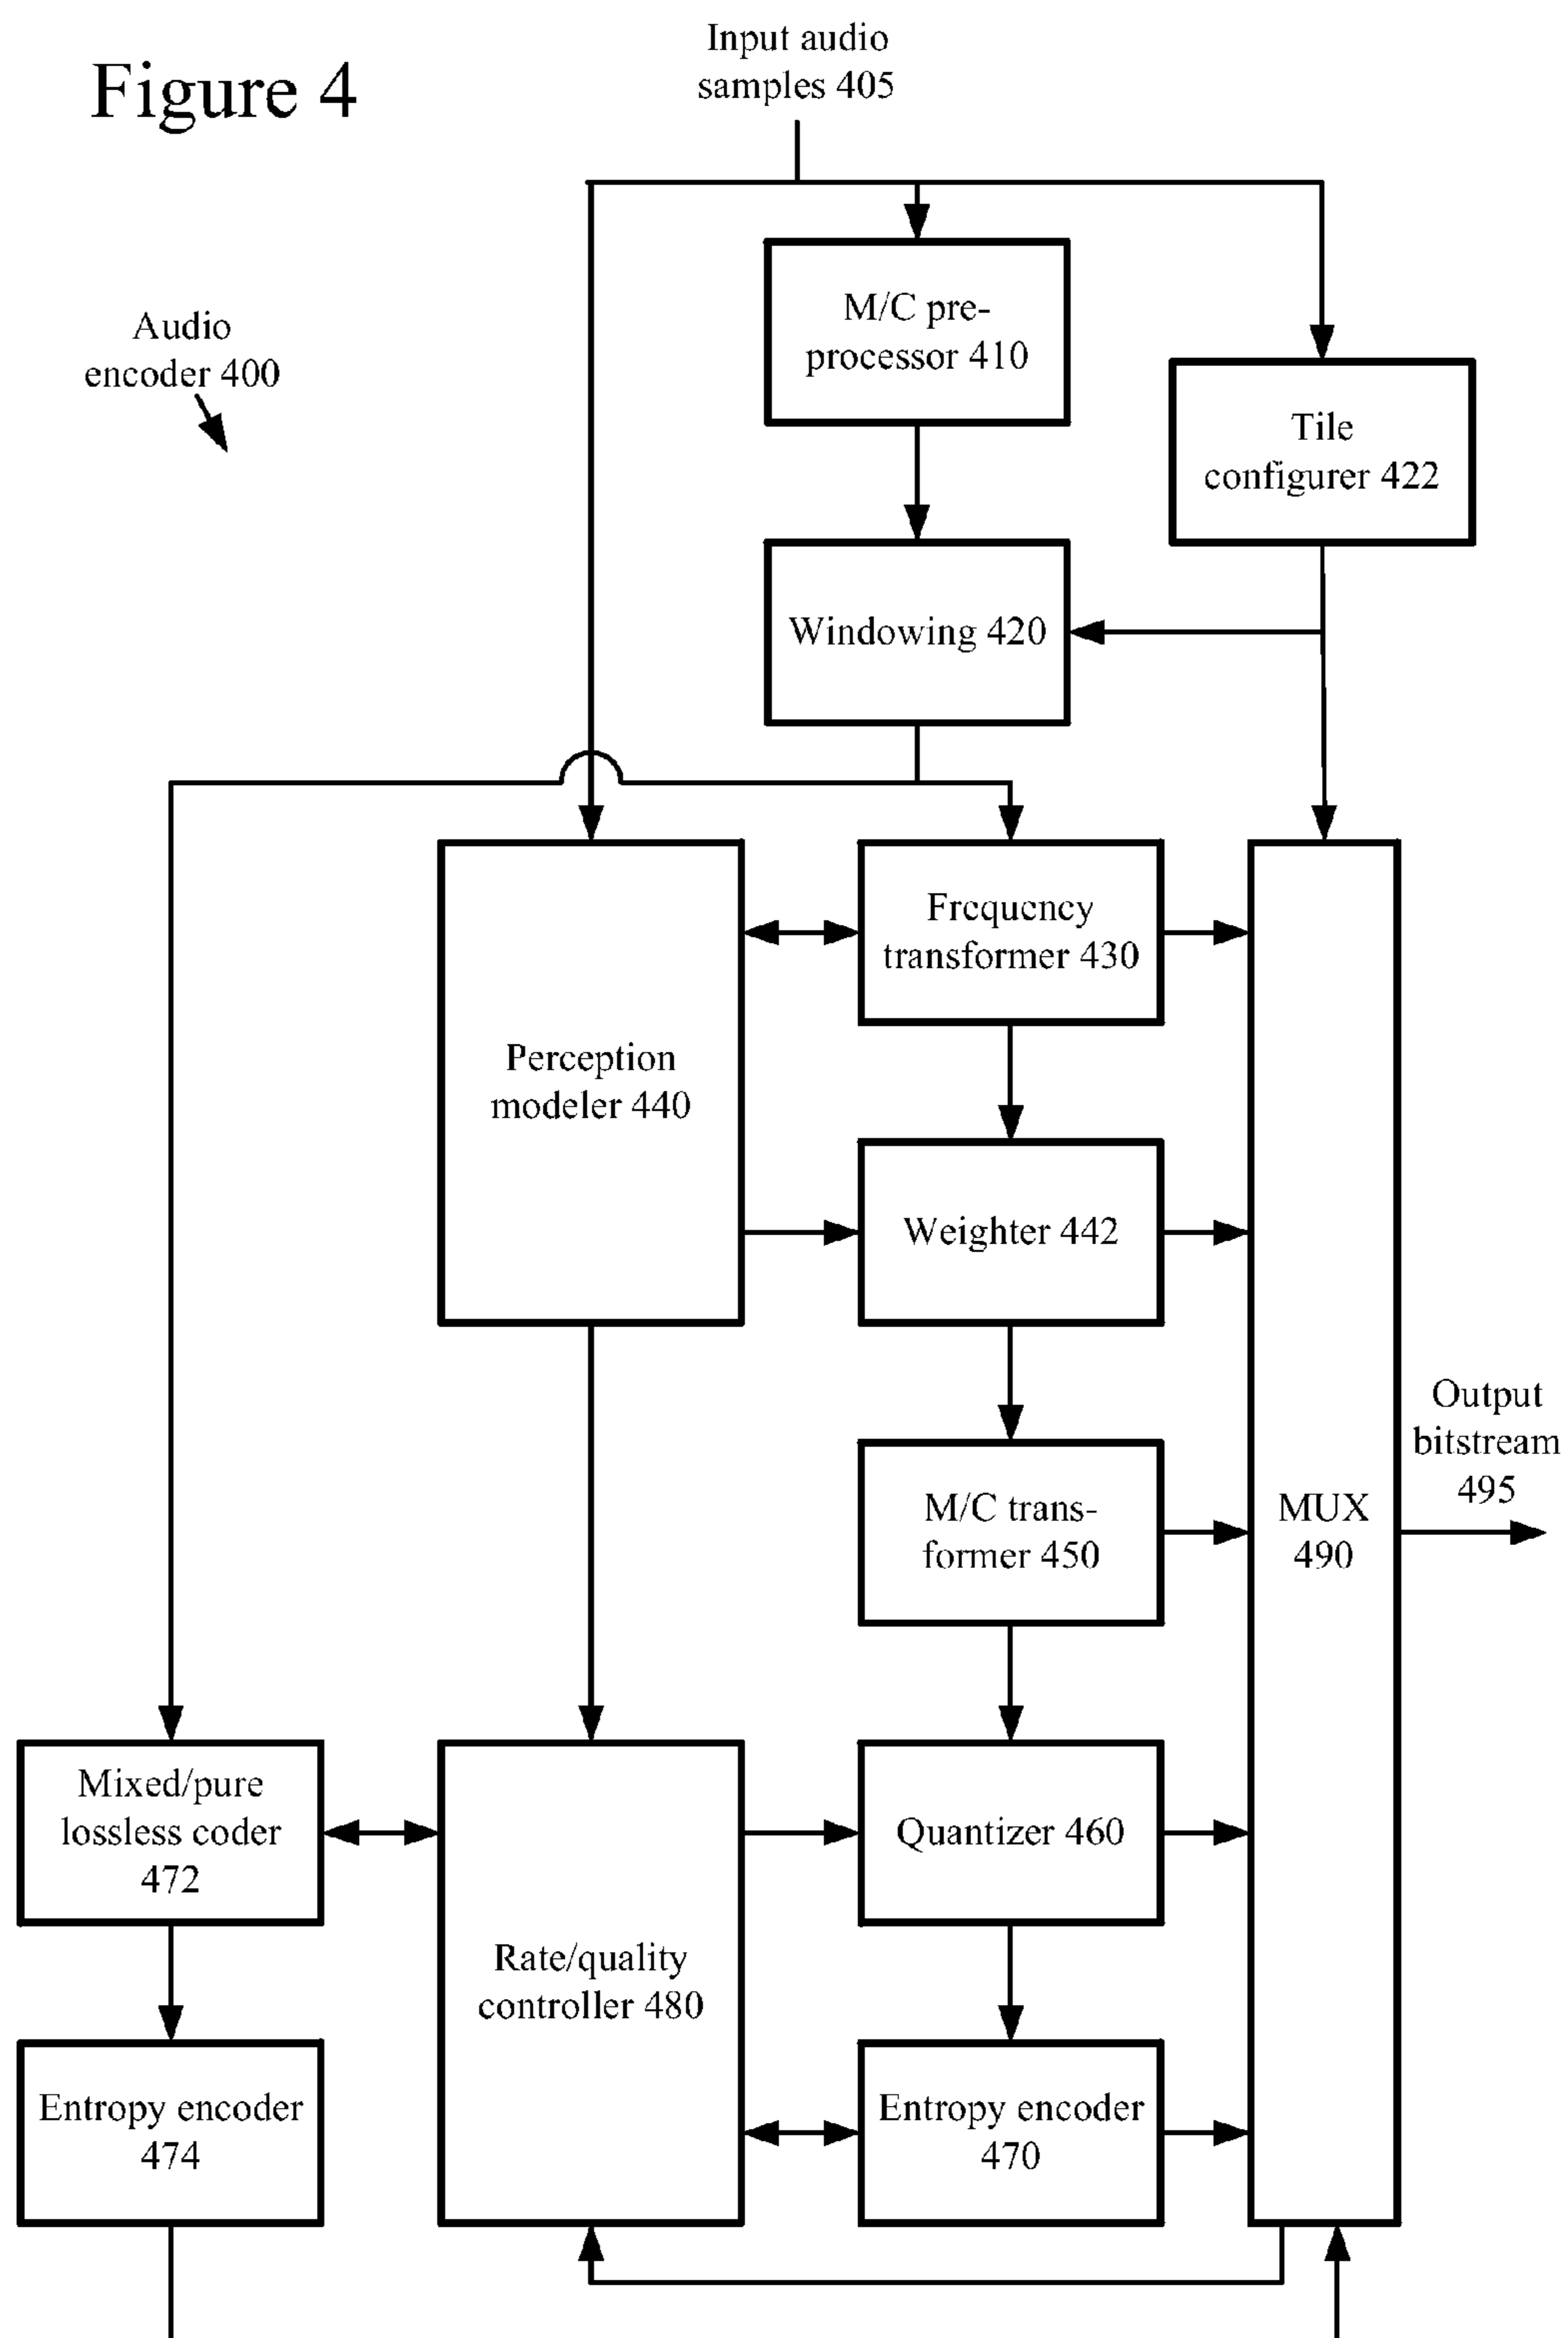 Figure 4
Input audio
samples 405
Audio
encoder 400
M/C pre-
processor 410
Tile
configurer 422
Windowing 420
Frequency
transformer 430
Perception
modeler 440
Weighter 442
Output
bitstream
495
M/C trans-
former 450
MUX
490
Mixed/pure
lossless coder
472
Quantizer 460
Rate/quality
controller 480
Entropy encoder
474
Entropy encoder
470